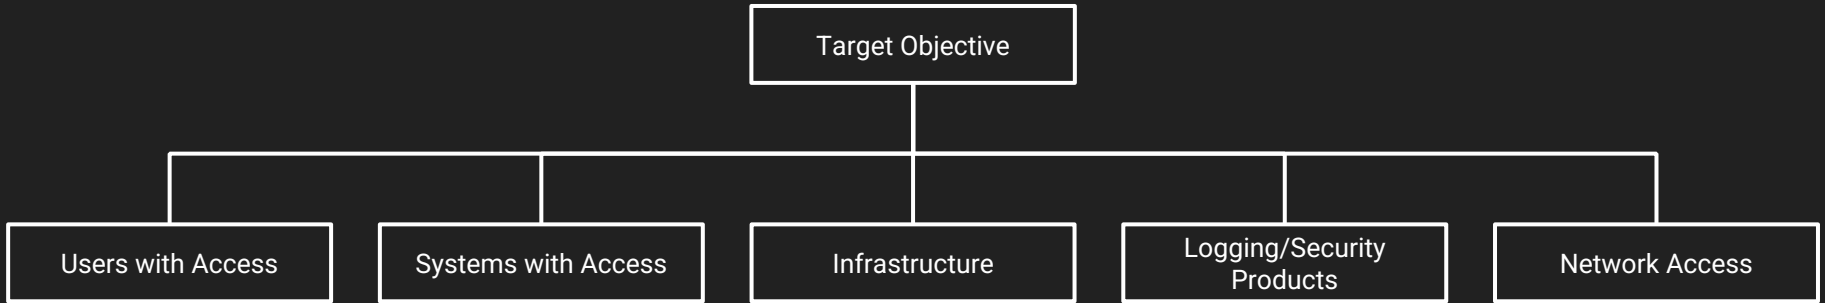 Target Objective
Users with Access
Systems with Access
Infrastructure
Logging/Security
Products
Network Access